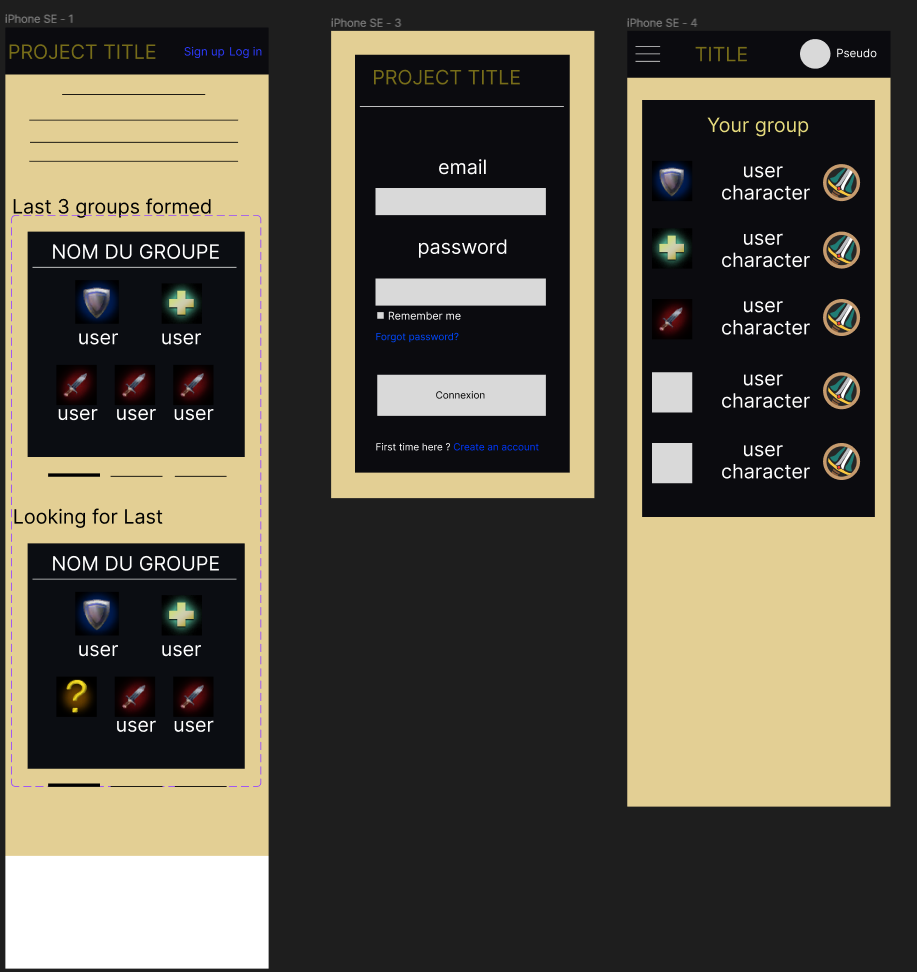 iPhone SE - 1
PROJECT TITLE
Sign up Log in
Last 3 groups formed
NOM DU GROUPE
user user
user user user
Looking for Last
NOM DU GROUPE
user user
?
user user
iPhone SE - 3
PROJECT TITLE
email
password
Remember me
Forgot password?
Connexion
First time here ? Create an account
iPhone SE - 4
TITLE
Pseudo
Your group
user
character
user
character
user
character
user
character
user
character